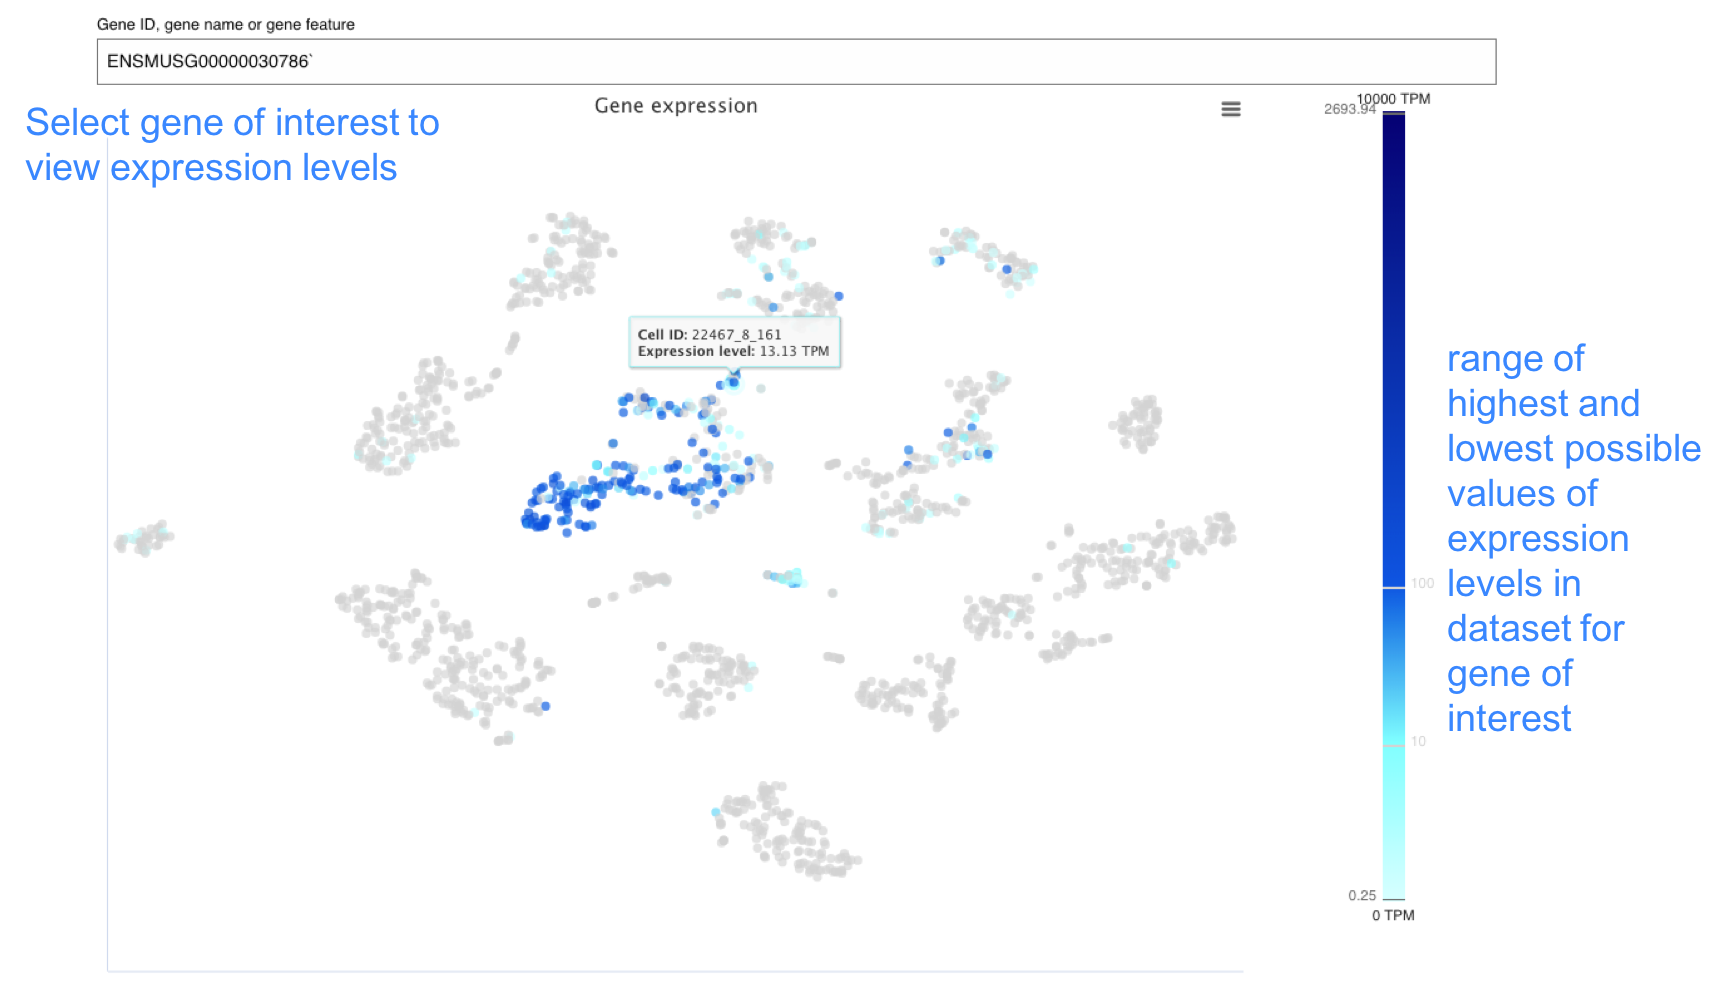 Gene ID, gene name or gene feature
ENSMUSG00000030786`
Select gene of interest to
view expression levels
Gene expression
10000 TPM
2693.94
Cell ID: 22467_8_161
Expression level: 13.13 TPM
range of
highest and
lowest possible
values of
expression
levels in
dataset for
gene of
interest
100
10
0.25
0 TPM